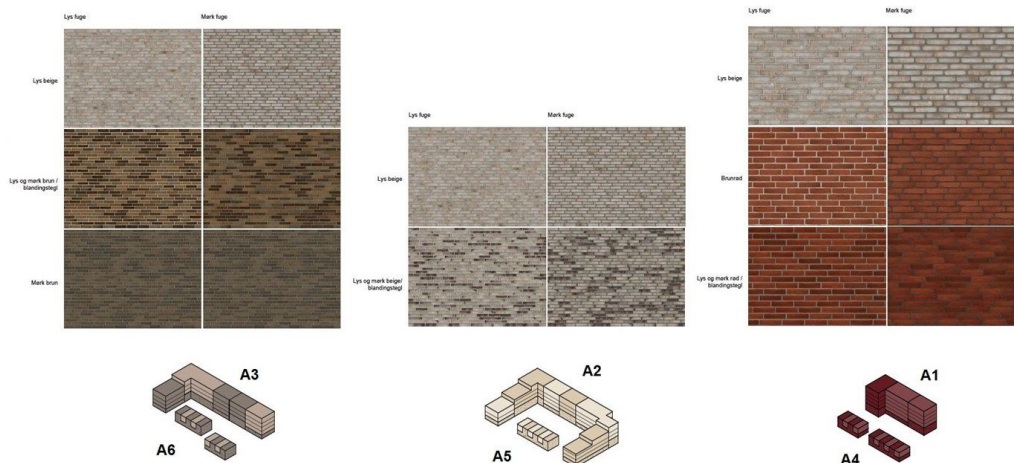 Lys fuge
Mørk fuge
Lys beige
Lys og mørk brun /
blandingstegl
Mørk brun
A3
A6
Lys fuge
Mørk fuge
Lys beige
Lys og mørk beige/
blandingstegl
A2
A5
Lys fuge
Mørk fuge
Lys beige
Brunrød
Lys og mørk rød /
blandingstegl
A1
A4